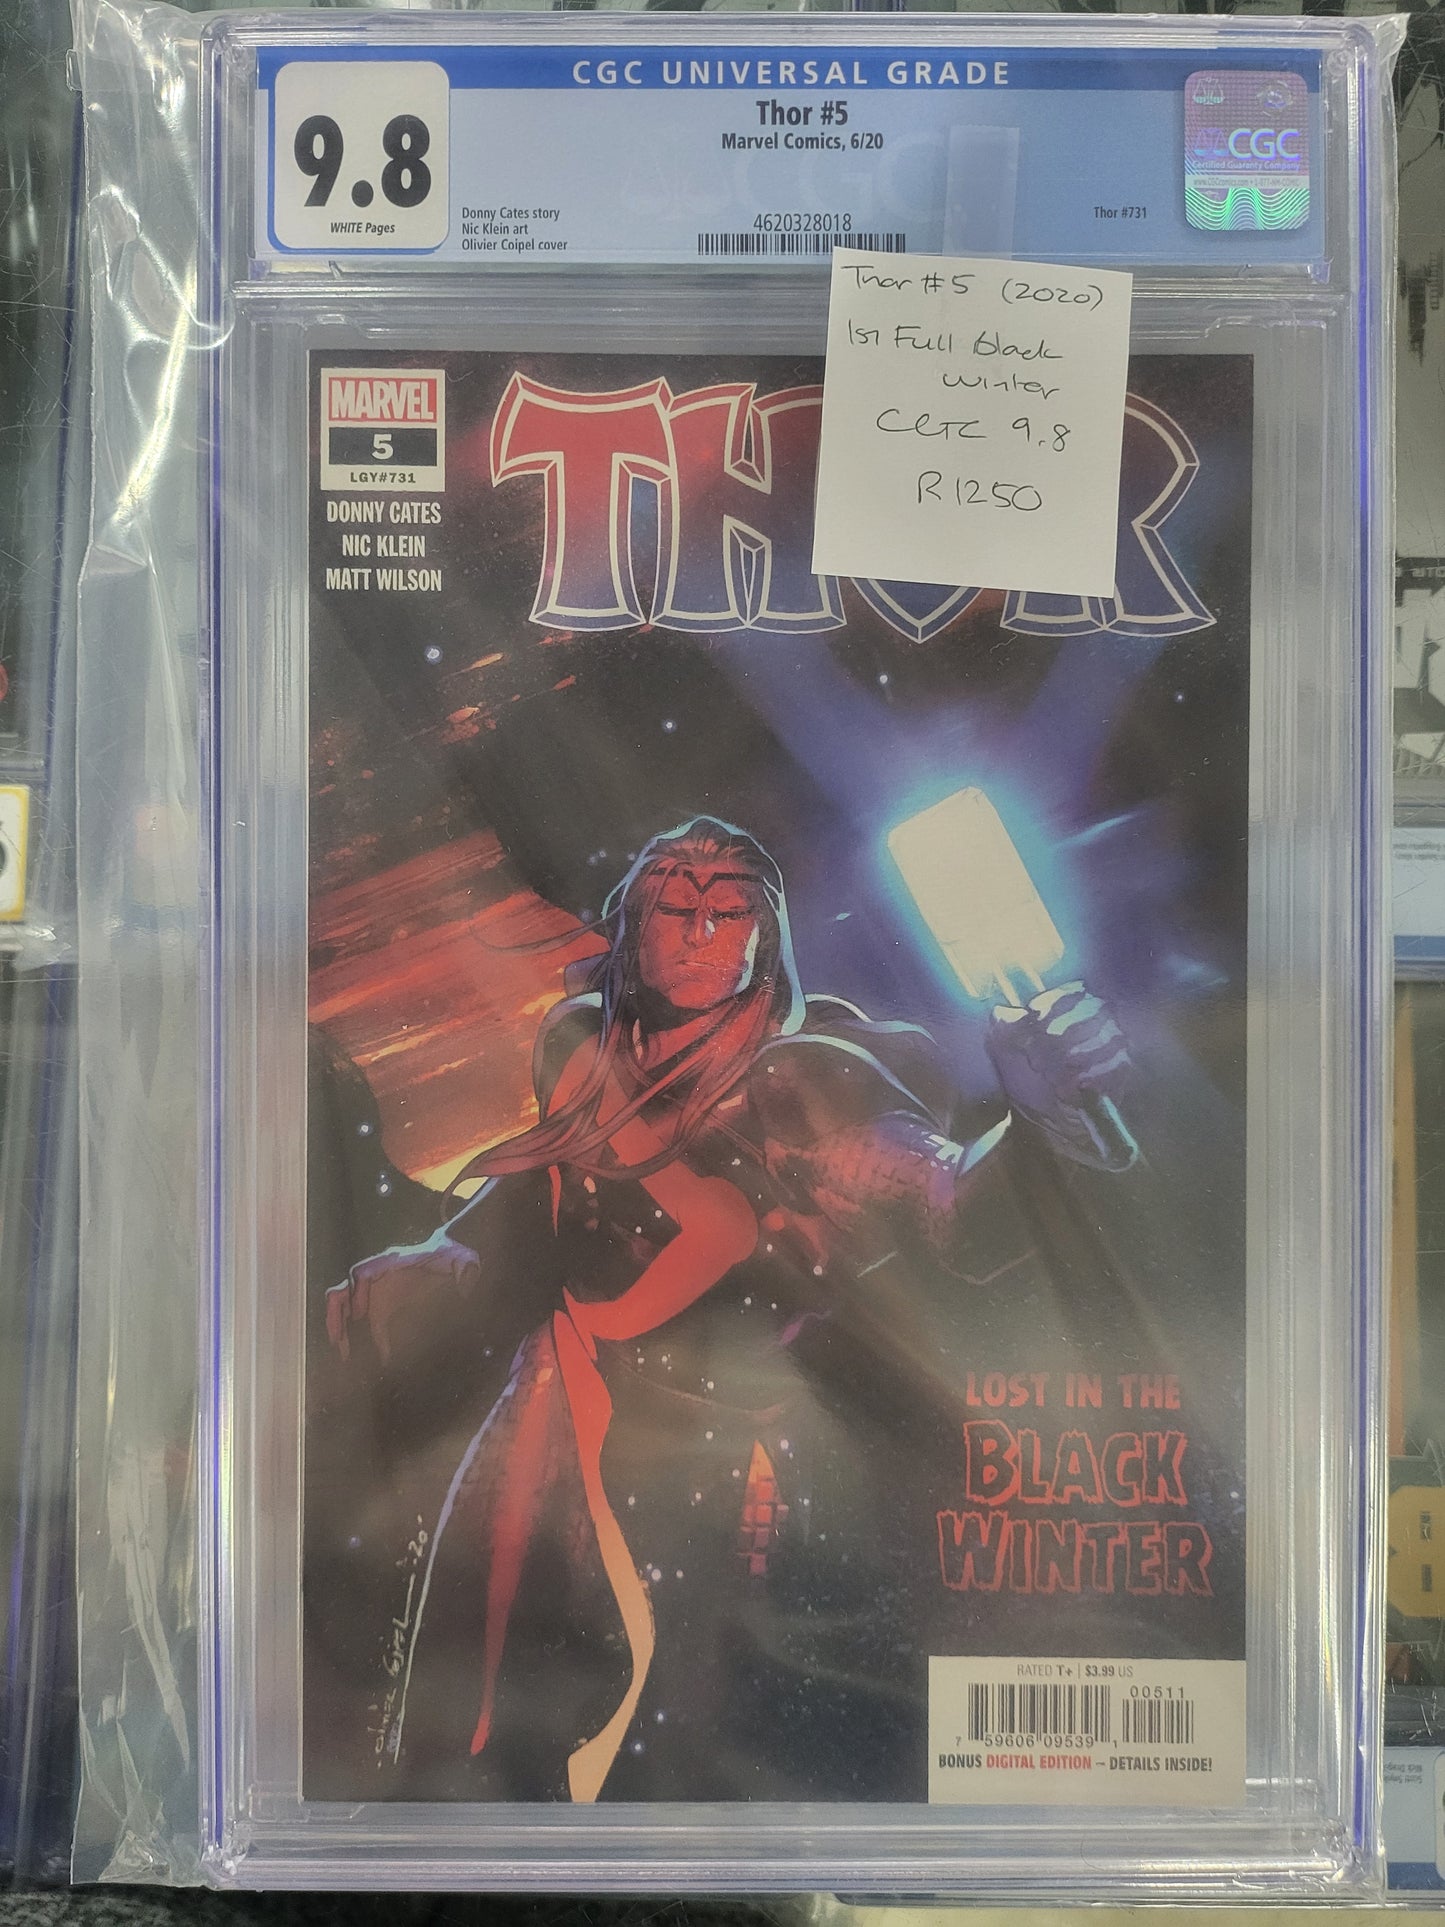 CGC UNIVERSAL GRADE
9.8
WHITE Pages
Thor #5
Marvel Comics, 6/20
Donny Cates story
Nic Klein art
Olivier Coipel cover
4620328018
Thor #731
CGC
Certified Guaranty Company
Thor #5 (2020)
1st Full Black
Winter
CGC 9.8
R1250
MARVEL
5
LGY#731
DONNY CATES
NIC KLEIN
MATT WILSON
THOR
LOST IN THE
BLACK
WINTER
RATED T+ | $3.99 US
00511
7 59606 09539 1
BONUS DIGITAL EDITION – DETAILS INSIDE!